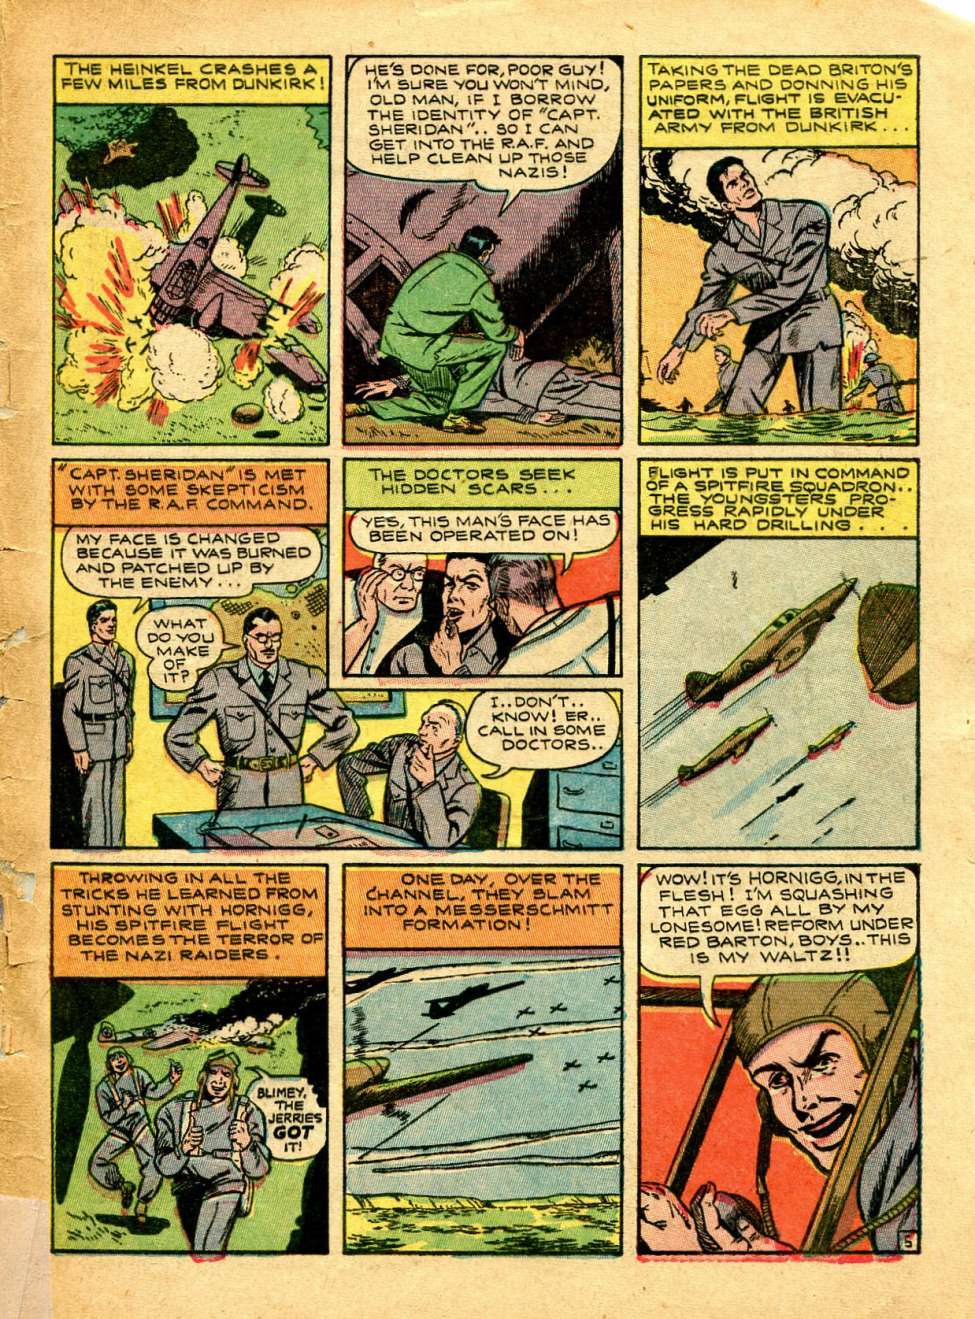 THE HEINKEL CRASHES A
FEW MILES FROM DUNKIRK!
HE'S DONE FOR, POOR GUY!
I'M SURE YOU WON'T MIND,
OLD MAN, IF I BORROW
THE IDENTITY OF "CAPT.
SHERIDAN".. SO I CAN
GET INTO THE R.A.F. AND
HELP CLEAN UP THOSE
NAZIS!
TAKING THE DEAD BRITON'S
PAPERS AND DONNING HIS
UNIFORM, FLIGHT IS EVACU-
ATED WITH THE BRITISH
ARMY FROM DUNKIRK...
"CAPT. SHERIDAN" IS MET
WITH SOME SKEPTICISM
BY THE R.A.F. COMMAND.
MY FACE IS CHANGED
BECAUSE IT WAS BURNED
AND PATCHED UP BY
THE ENEMY...
WHAT
DO YOU
MAKE
OF
IT?
I..DON'T..
KNOW! ER..
CALL IN SOME
DOCTORS..
THE DOCTORS SEEK
HIDDEN SCARS...
YES, THIS MAN'S FACE HAS
BEEN OPERATED ON!
FLIGHT IS PUT IN COMMAND
OF A SPITFIRE SQUADRON..
THE YOUNGSTERS PRO-
GRESS RAPIDLY UNDER
HIS HARD DRILLING...
THROWING IN ALL THE
TRICKS HE LEARNED FROM
STUNTING WITH HORNIGG,
HIS SPITFIRE FLIGHT
BECOMES THE TERROR OF
THE NAZI RAIDERS.
BLIMEY,
THE
JERRIES
GOT
IT!
ONE DAY, OVER THE
CHANNEL, THEY SLAM
INTO A MESSERSCHMITT
FORMATION!
WOW! IT'S HORNIGG, IN THE
FLESH! I'M SQUASHING
THAT EGG ALL BY MY
LONESOME! REFORM UNDER
RED BARTON, BOYS..THIS
IS MY WALTZ!!
5